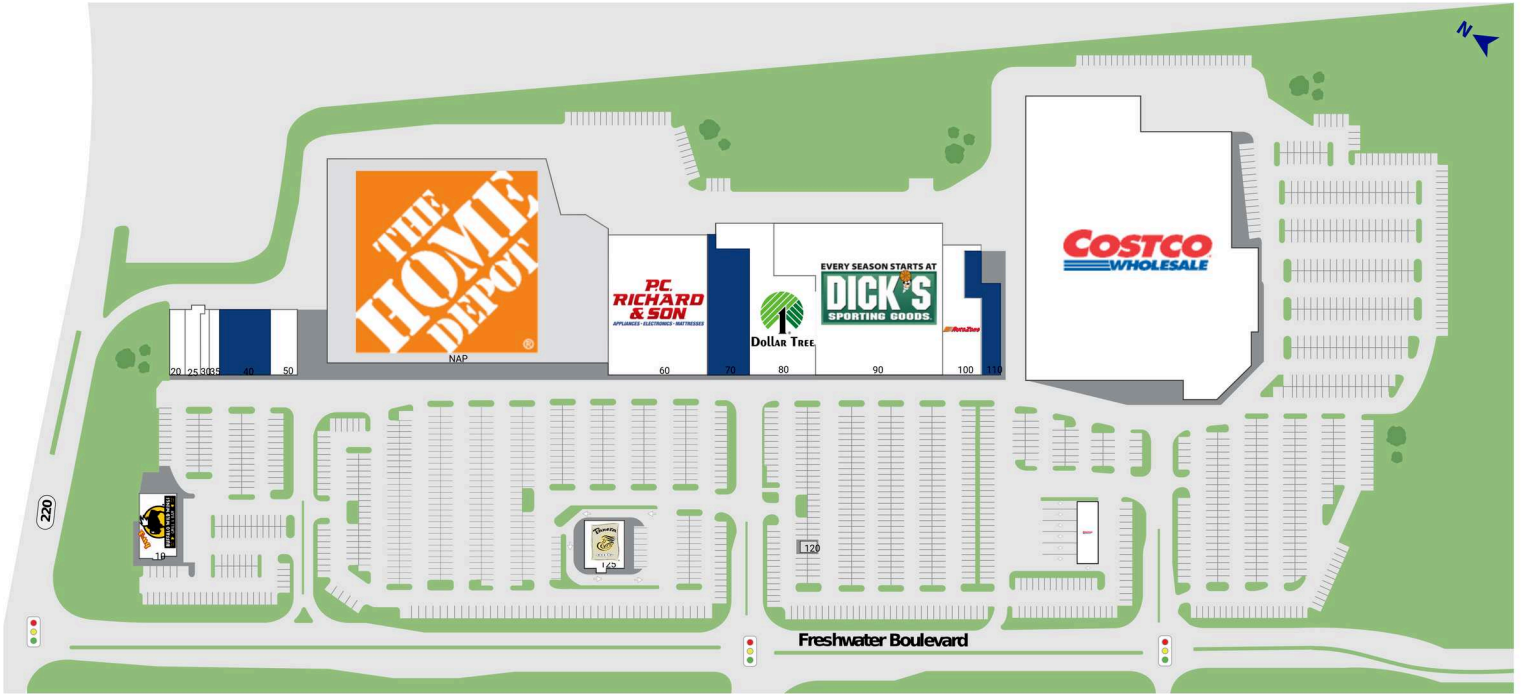 N
THE
HOME
DEPOT
®
NAP
P.C.
RICHARD
& SON
APPLIANCES • ELECTRONICS • MATTRESSES
60
70
Dollar Tree
80
EVERY SEASON STARTS AT
DICK'S
SPORTING GOODS.
90
AutoZone
100
110
COSTCO
WHOLESALE
20
25
30
35
40
50
220
10
Panera
125
120
Freshwater Boulevard